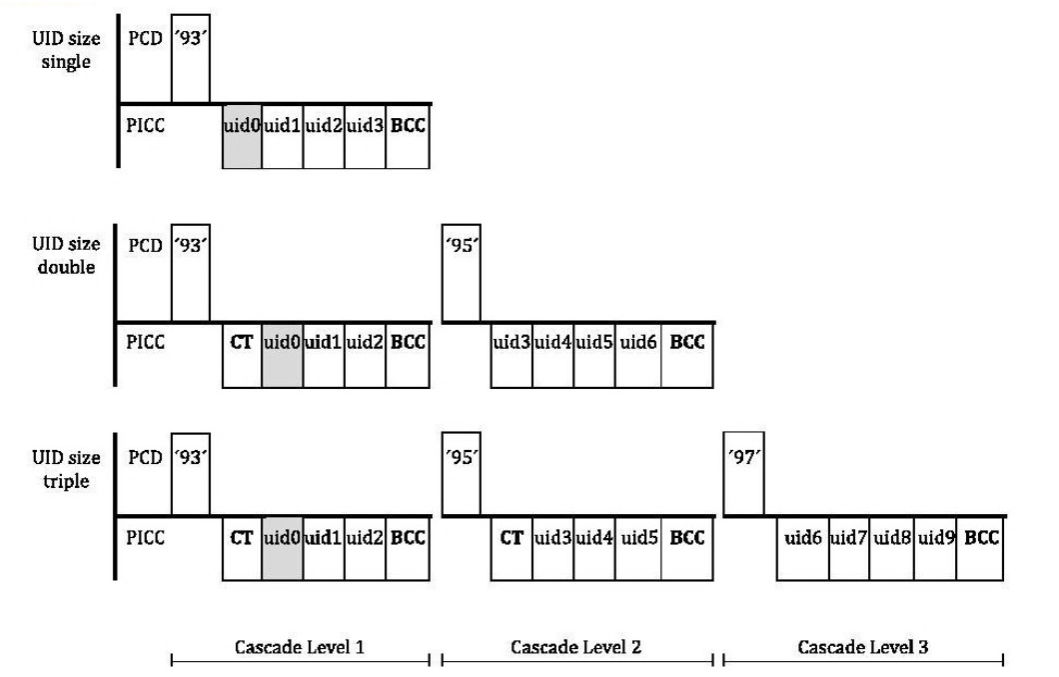 UID size
single
PCD ´93´
PICC uid0 uid1 uid2 uid3 BCC
UID size
double
PCD ´93´ ´95´
PICC CT uid0 uid1 uid2 BCC uid3 uid4 uid5 uid6 BCC
UID size
triple
PCD ´93´ ´95´ ´97´
PICC CT uid0 uid1 uid2 BCC CT uid3 uid4 uid5 BCC uid6 uid7 uid8 uid9 BCC
Cascade Level 1 Cascade Level 2 Cascade Level 3